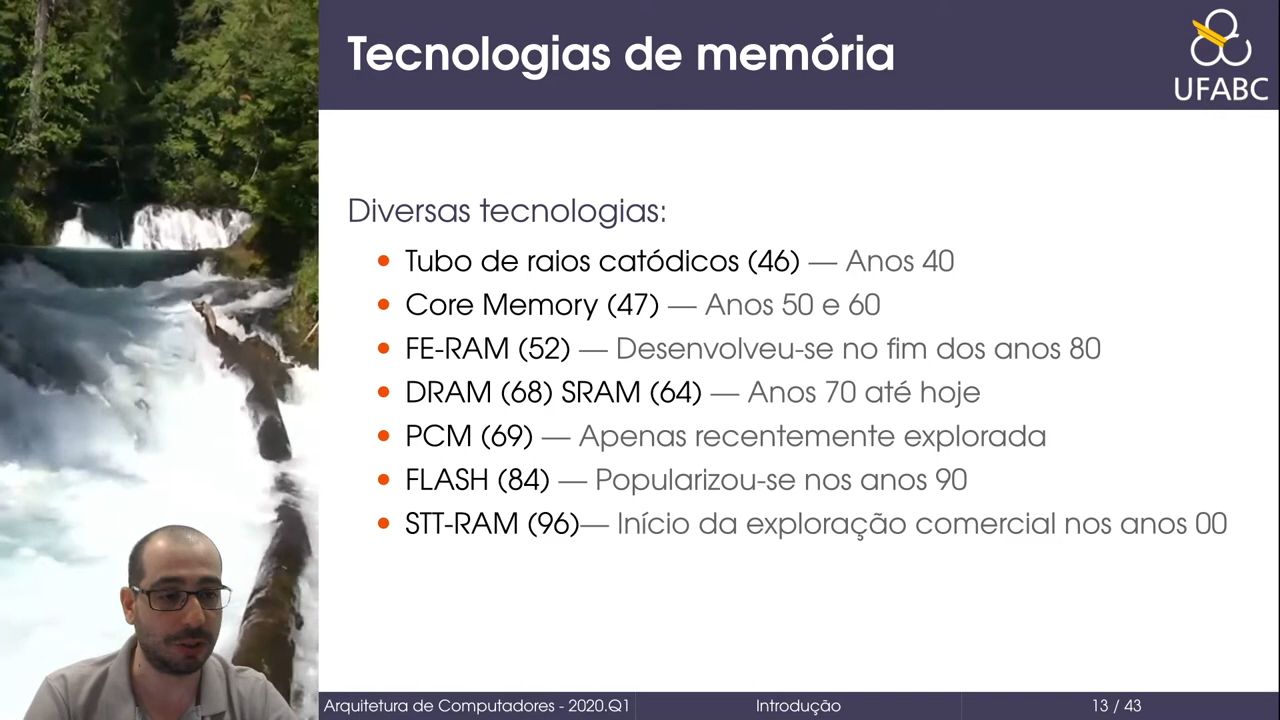 Tecnologias de memória
UFABC
Diversas tecnologias:
Tubo de raios catódicos (46) — Anos 40
Core Memory (47) — Anos 50 e 60
FE-RAM (52) — Desenvolveu-se no fim dos anos 80
DRAM (68) SRAM (64) — Anos 70 até hoje
PCM (69) — Apenas recentemente explorada
FLASH (84) — Popularizou-se nos anos 90
STT-RAM (96)— Início da exploração comercial nos anos 00
Arquitetura de Computadores - 2020.Q1 Introdução 13 / 43